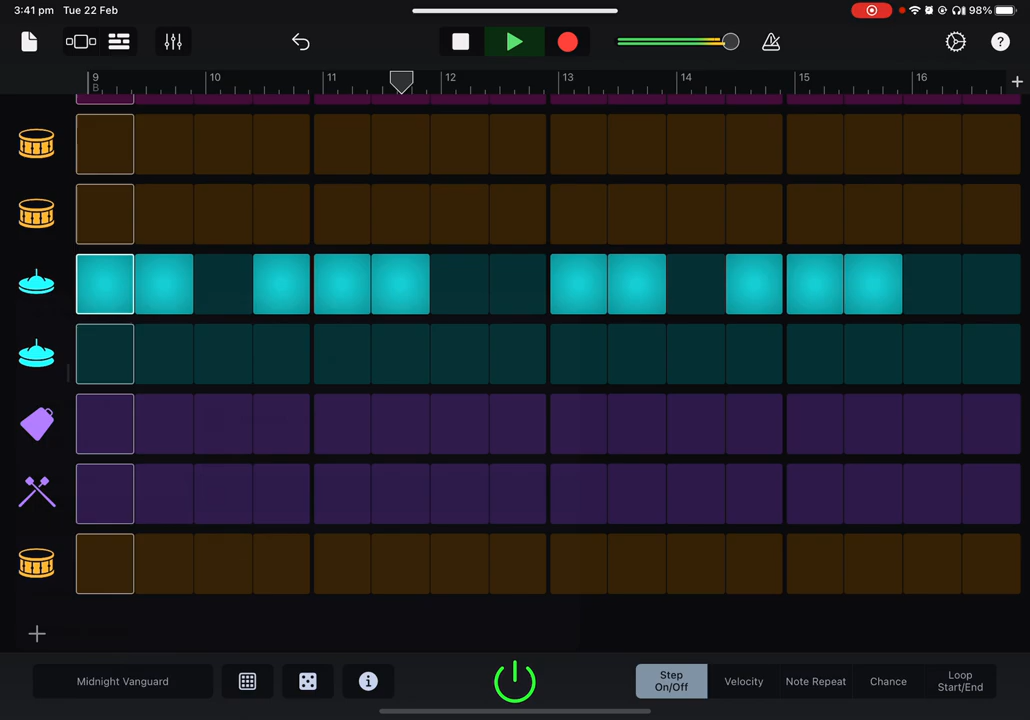 3:41 pm Tue 22 Feb
98%
?
9 10 11 12 13 14 15 16 +
B
+
Midnight Vanguard
i
Step
On/Off
Velocity
Note Repeat
Chance
Loop
Start/End